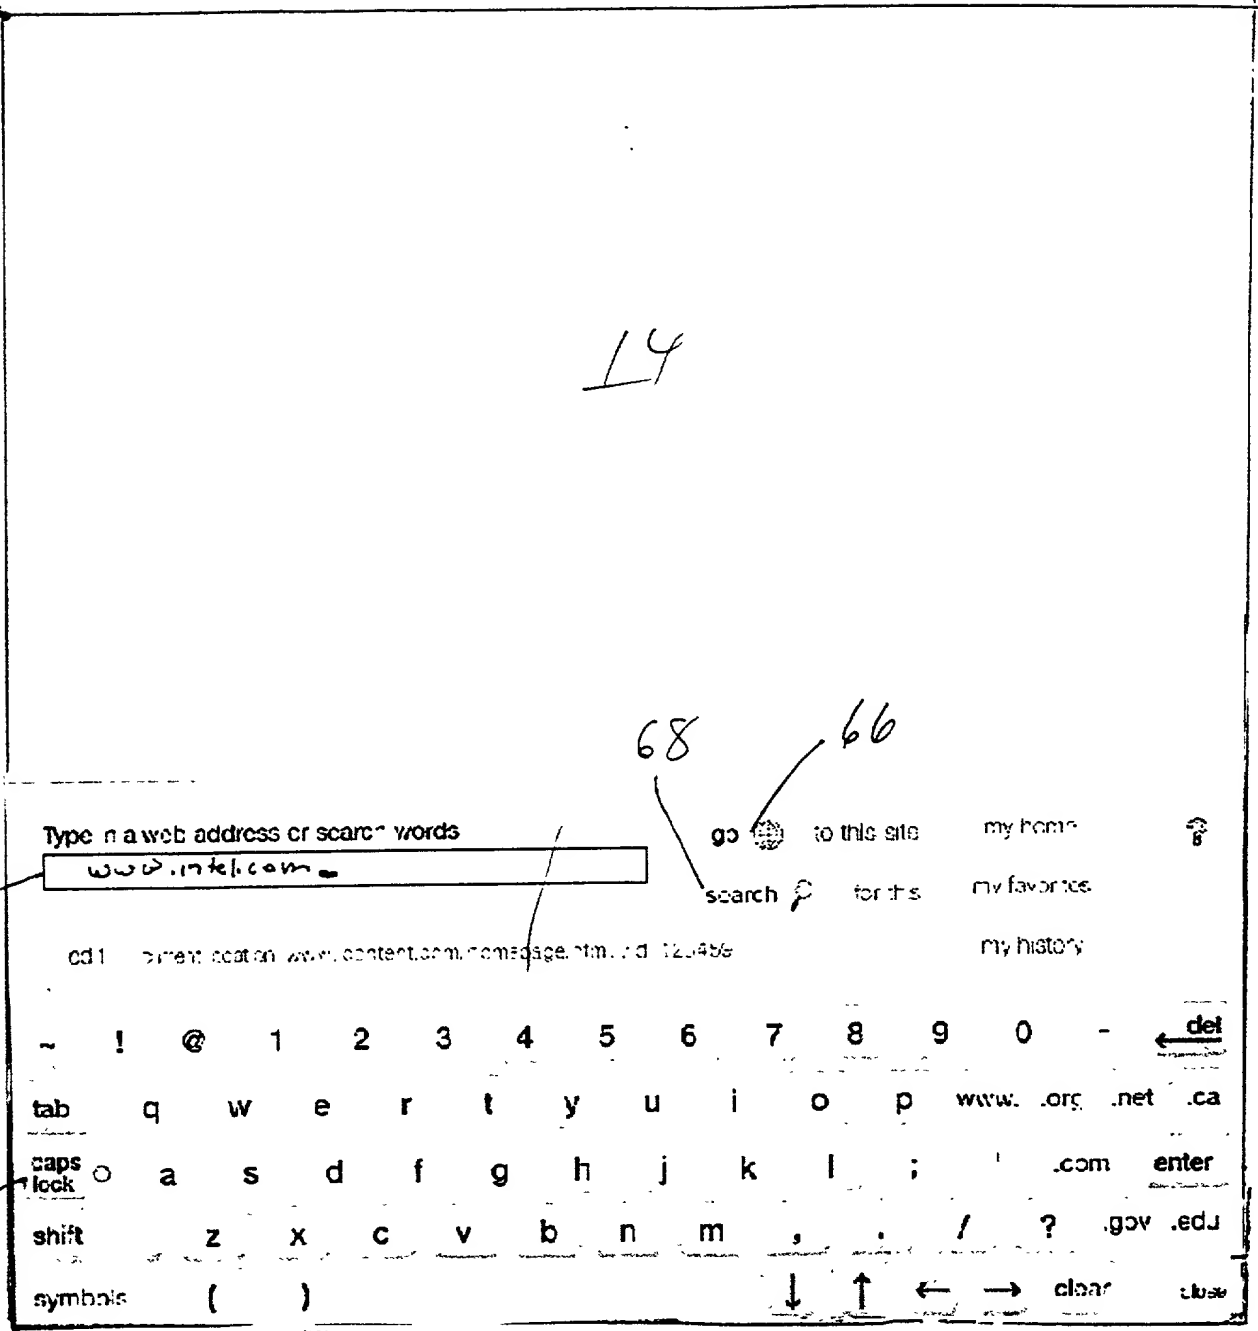 14
68 66
Type in a web address or search words
go to this site my home
www.intel.com
search for this my favorites
my history
~ ! @ 1 2 3 4 5 6 7 8 9 0 - ← del
tab q w e r t y u i o p www. .org .net .ca
caps lock a s d f g h j k l ; ' .com enter
shift z x c v b n m , . / ? .gov .edu
symbols ( ) ↓ ↑ ← → clear close